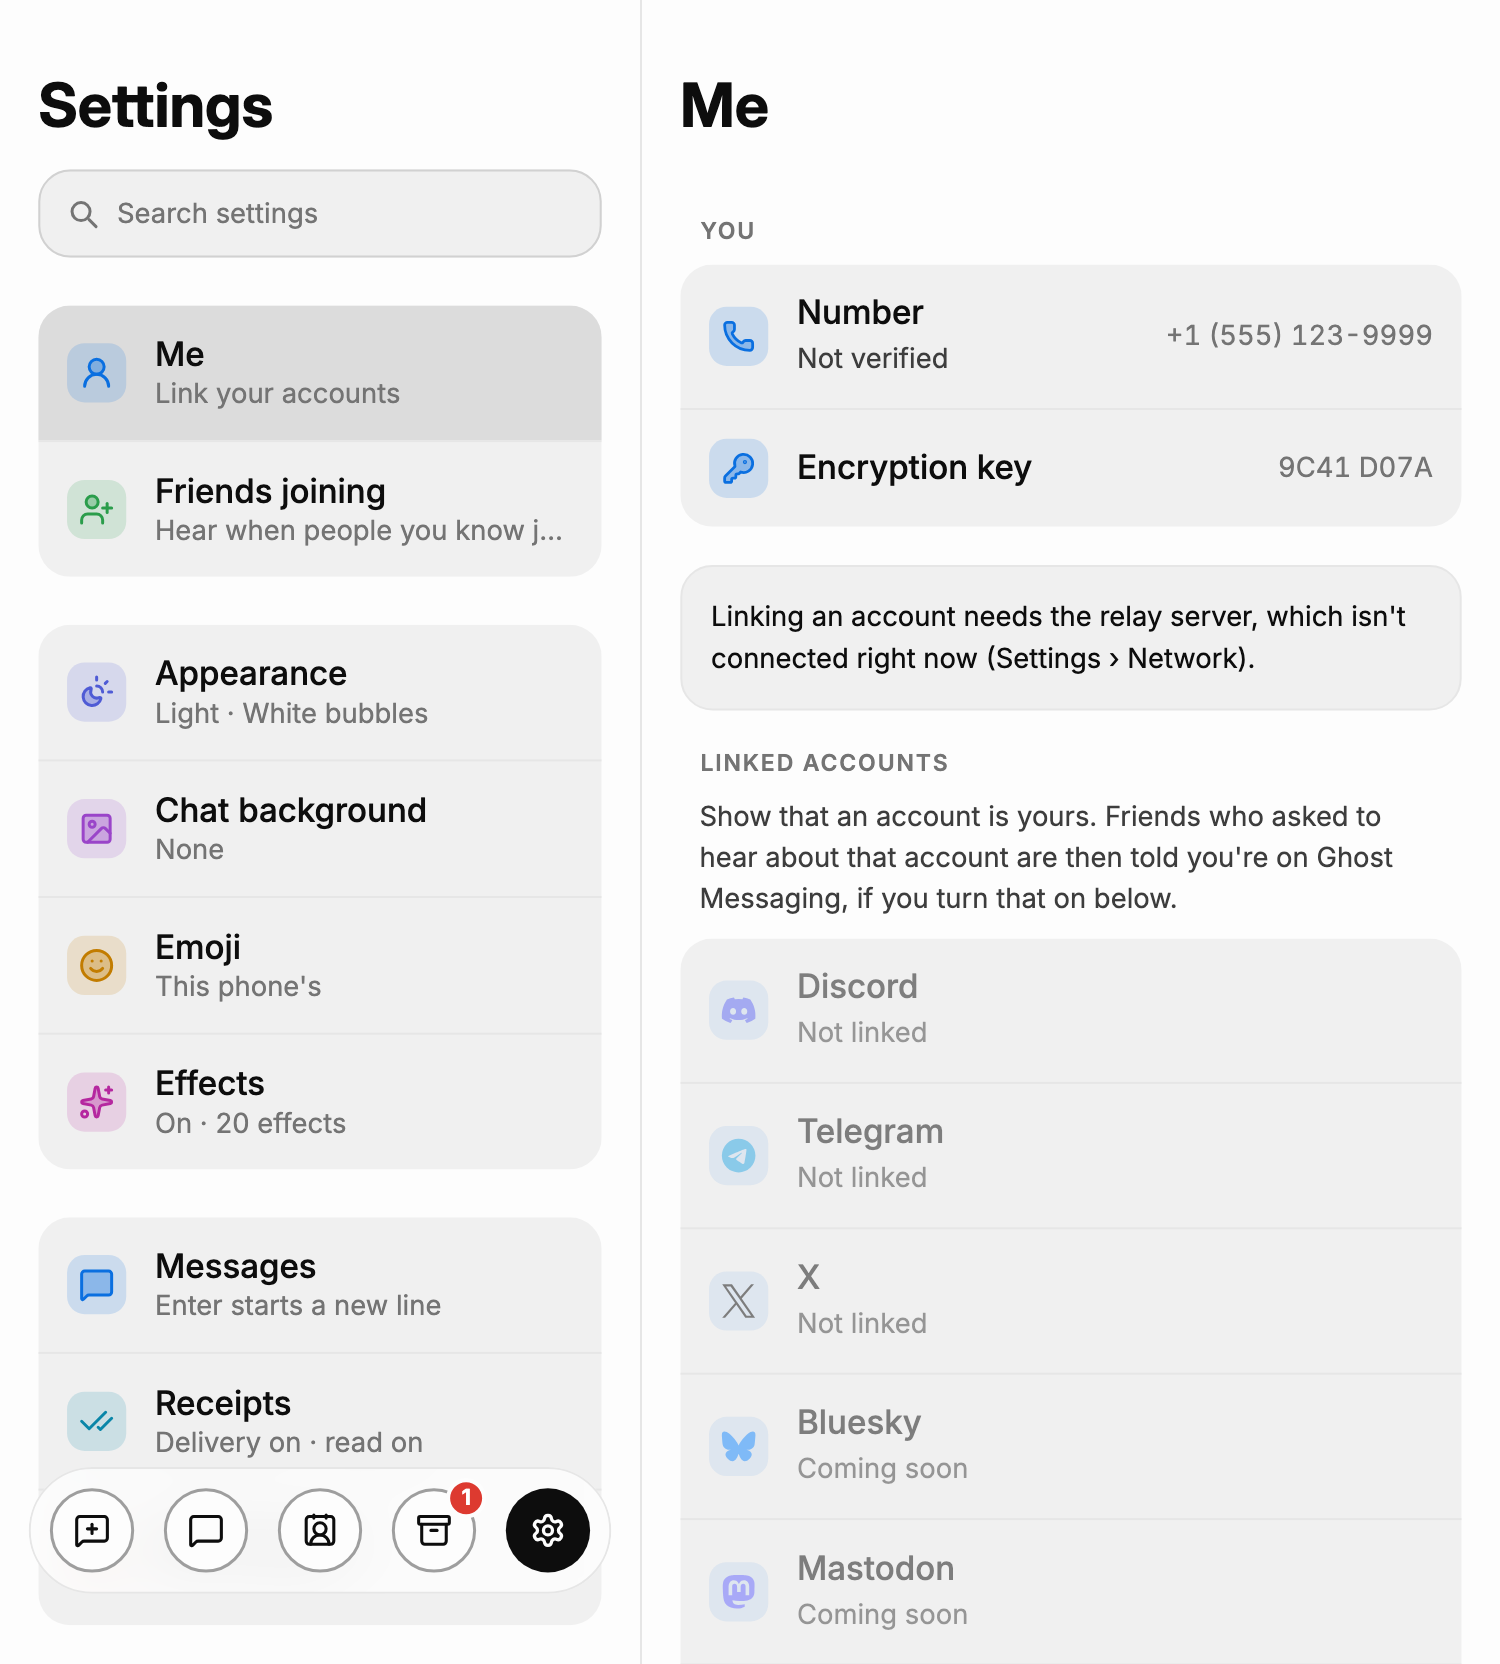 Settings
Search settings
Me
Link your accounts
Friends joining
Hear when people you know j...
Appearance
Light · White bubbles
Chat background
None
Emoji
This phone's
Effects
On · 20 effects
Messages
Enter starts a new line
Receipts
Delivery on · read on
1
Me
YOU
Number
Not verified
+1 (555) 123-9999
Encryption key
9C41 D07A
Linking an account needs the relay server, which isn't
connected right now (Settings › Network).
LINKED ACCOUNTS
Show that an account is yours. Friends who asked to
hear about that account are then told you're on Ghost
Messaging, if you turn that on below.
Discord
Not linked
Telegram
Not linked
X
Not linked
Bluesky
Coming soon
Mastodon
Coming soon